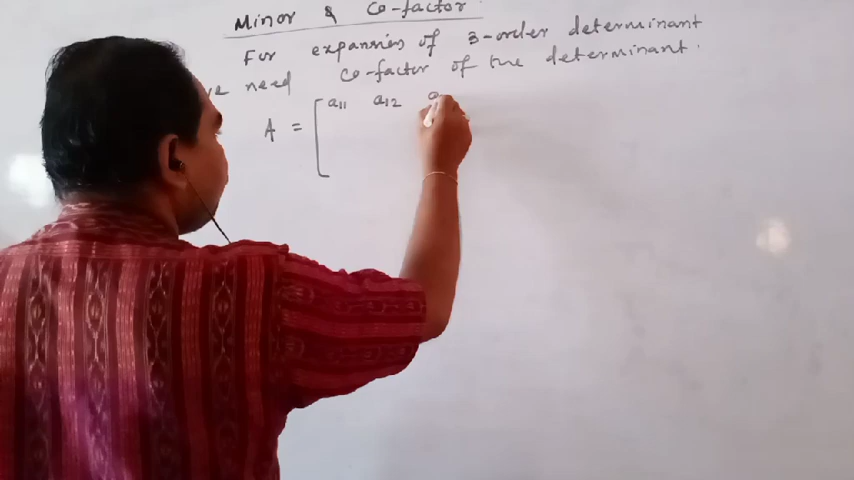 Minor & Co-factor.
For expansion of 3-order determinant
we need Co-factor of the determinant.
A = [ a11 a12 a